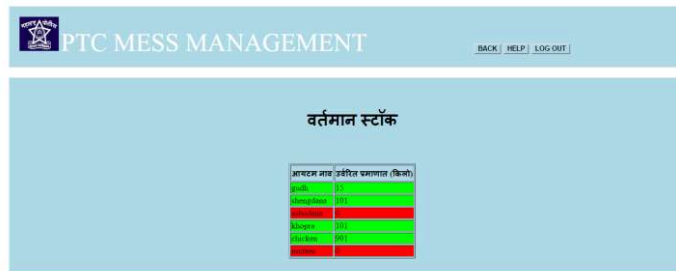 PTC MESS MANAGEMENT
BACK | HELP | LOG OUT |
वर्तमान स्टॉक
आयटम नाव उर्वरित प्रमाणात (किलो)
gudh 15
shengdana 101
0
khopra 101
chicken 901
0